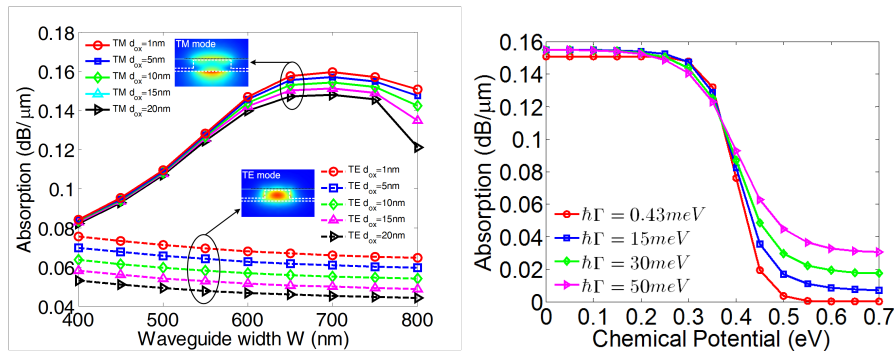 TM d_ox=1nm
TM d_ox=5nm
TM d_ox=10nm
TM d_ox=15nm
TM d_ox=20nm
TM mode
TE mode
TE d_ox=1nm
TE d_ox=5nm
TE d_ox=10nm
TE d_ox=15nm
TE d_ox=20nm
Absorption (dB/μm)
0.18
0.16
0.14
0.12
0.1
0.08
0.06
0.04
400 500 600 700 800
Waveguide width W (nm)
Absorption (dB/μm)
0.16
0.14
0.12
0.10
0.08
0.06
0.04
0.02
0
ħΓ = 0.43meV
ħΓ = 15meV
ħΓ = 30meV
ħΓ = 50meV
0 0.1 0.2 0.3 0.4 0.5 0.6 0.7
Chemical Potential (eV)